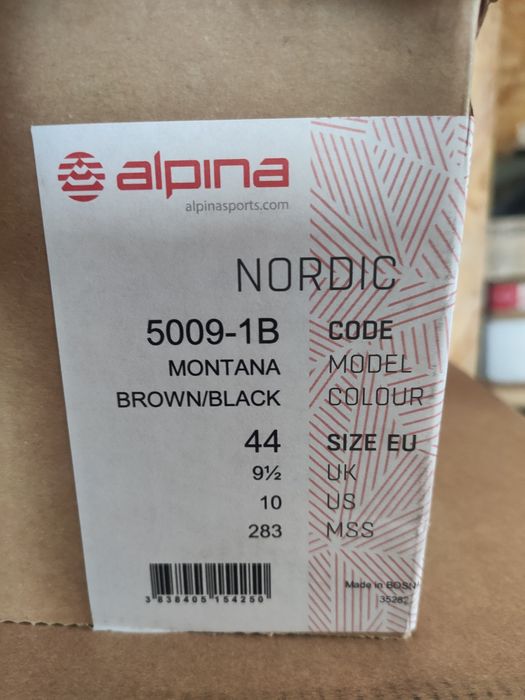 alpina
alpinasports.com
NORDIC
5009-1B CODE
MONTANA MODEL
BROWN/BLACK COLOUR
44 SIZE EU
9½ UK
10 US
283 MSS
Made in BOSN
3 838405 154250
35282